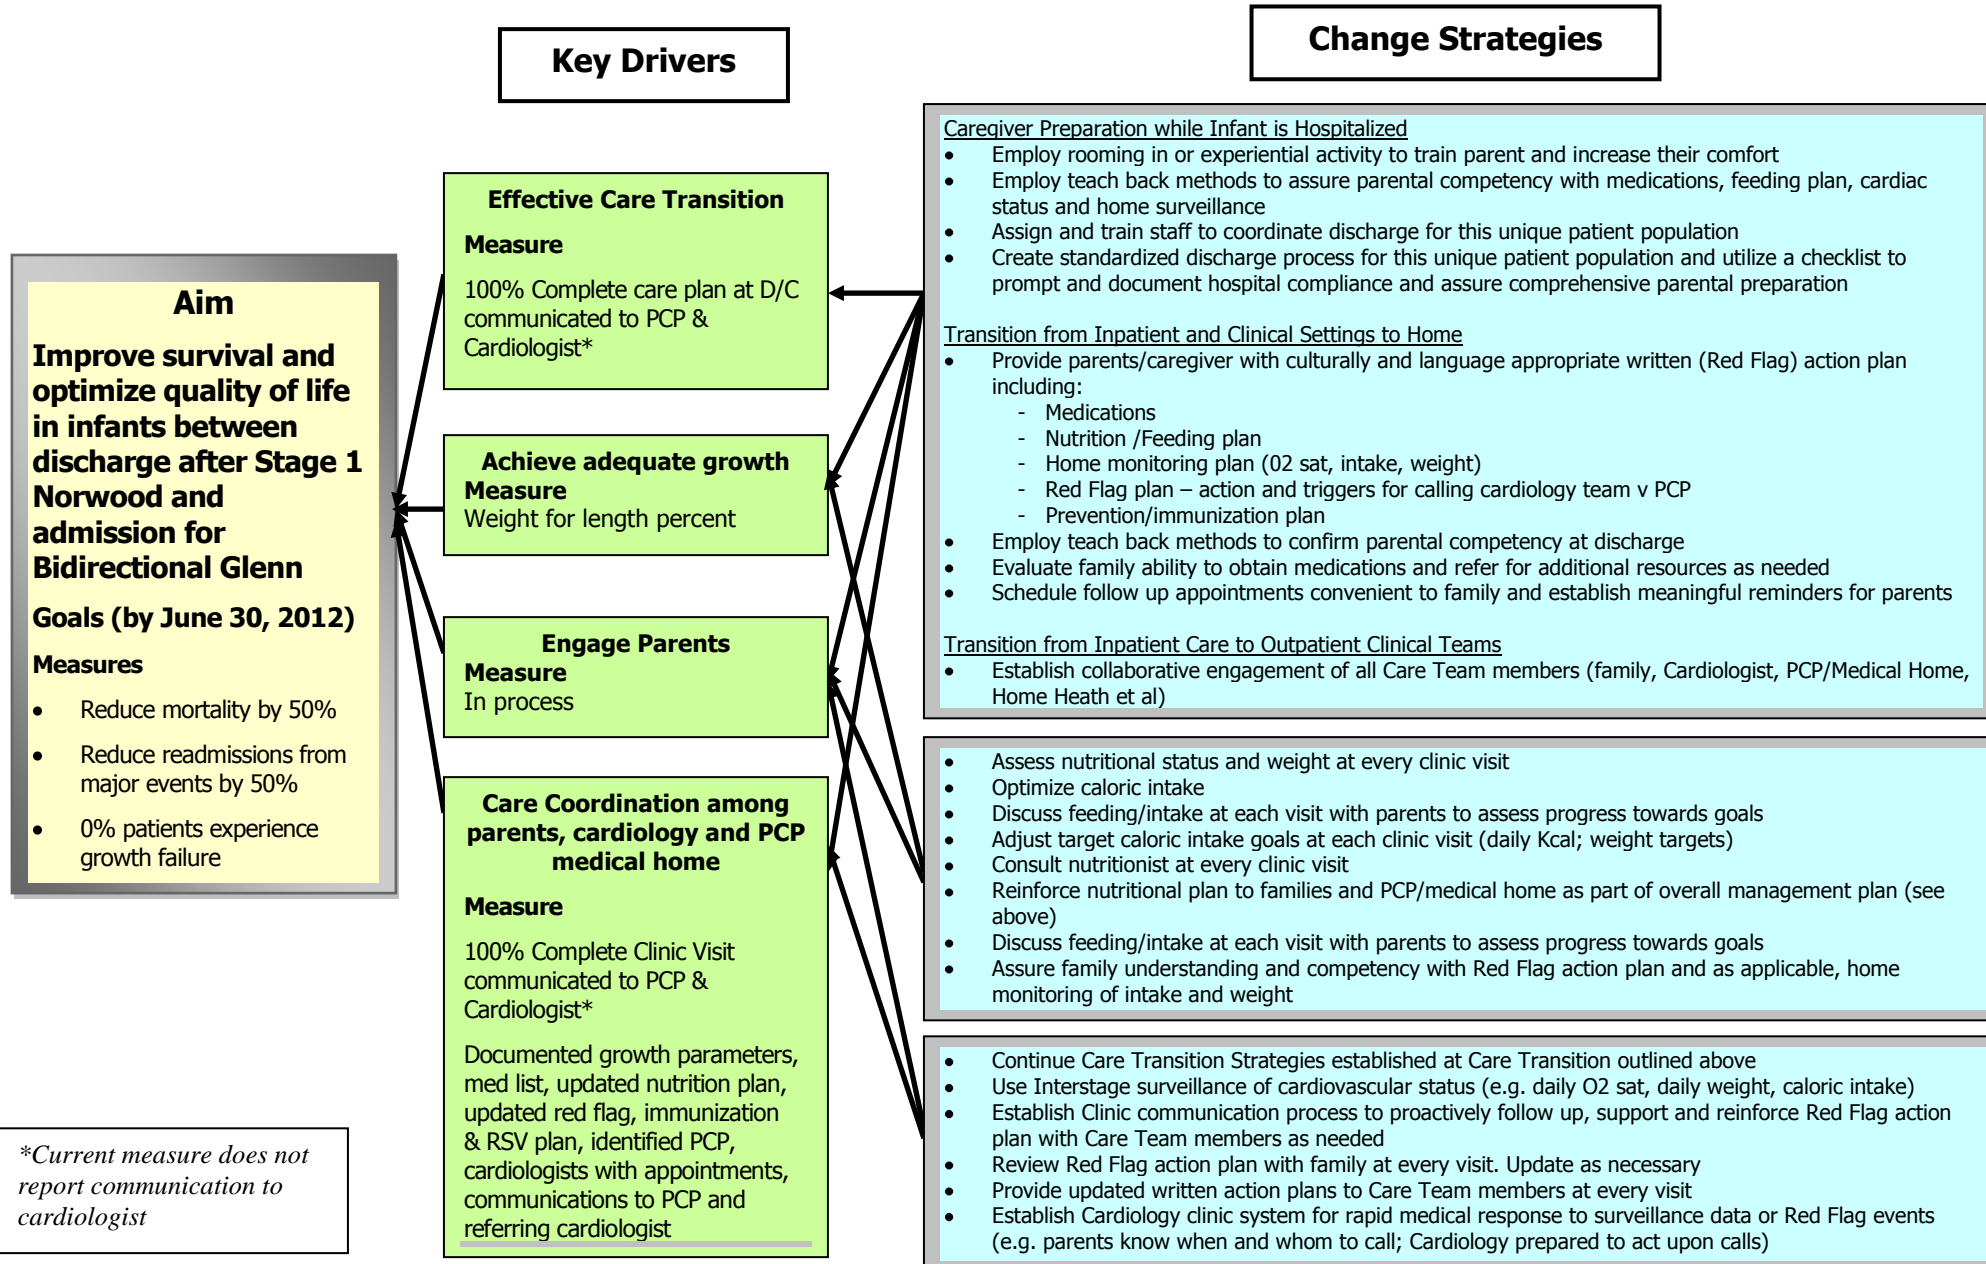 Key Drivers
Change Strategies
Aim
Improve survival and
optimize quality of life
in infants between
discharge after Stage 1
Norwood and
admission for
Bidirectional Glenn
Goals (by June 30, 2012)
Measures
• Reduce mortality by 50%
• Reduce readmissions from
major events by 50%
• 0% patients experience
growth failure
*Current measure does not
report communication to
cardiologist
Effective Care Transition
Measure
100% Complete care plan at D/C
communicated to PCP &
Cardiologist*
Achieve adequate growth
Measure
Weight for length percent
Engage Parents
Measure
In process
Care Coordination among
parents, cardiology and PCP
medical home
Measure
100% Complete Clinic Visit
communicated to PCP &
Cardiologist*
Documented growth parameters,
med list, updated nutrition plan,
updated red flag, immunization
& RSV plan, identified PCP,
cardiologists with appointments,
communications to PCP and
referring cardiologist
Caregiver Preparation while Infant is Hospitalized
• Employ rooming in or experiential activity to train parent and increase their comfort
• Employ teach back methods to assure parental competency with medications, feeding plan, cardiac
status and home surveillance
• Assign and train staff to coordinate discharge for this unique patient population
• Create standardized discharge process for this unique patient population and utilize a checklist to
prompt and document hospital compliance and assure comprehensive parental preparation
Transition from Inpatient and Clinical Settings to Home
• Provide parents/caregiver with culturally and language appropriate written (Red Flag) action plan
including:
- Medications
- Nutrition /Feeding plan
- Home monitoring plan (02 sat, intake, weight)
- Red Flag plan – action and triggers for calling cardiology team v PCP
- Prevention/immunization plan
• Employ teach back methods to confirm parental competency at discharge
• Evaluate family ability to obtain medications and refer for additional resources as needed
• Schedule follow up appointments convenient to family and establish meaningful reminders for parents
Transition from Inpatient Care to Outpatient Clinical Teams
• Establish collaborative engagement of all Care Team members (family, Cardiologist, PCP/Medical Home,
Home Heath et al)
• Assess nutritional status and weight at every clinic visit
• Optimize caloric intake
• Discuss feeding/intake at each visit with parents to assess progress towards goals
• Adjust target caloric intake goals at each clinic visit (daily Kcal; weight targets)
• Consult nutritionist at every clinic visit
• Reinforce nutritional plan to families and PCP/medical home as part of overall management plan (see
above)
• Discuss feeding/intake at each visit with parents to assess progress towards goals
• Assure family understanding and competency with Red Flag action plan and as applicable, home
monitoring of intake and weight
• Continue Care Transition Strategies established at Care Transition outlined above
• Use Interstage surveillance of cardiovascular status (e.g. daily O2 sat, daily weight, caloric intake)
• Establish Clinic communication process to proactively follow up, support and reinforce Red Flag action
plan with Care Team members as needed
• Review Red Flag action plan with family at every visit. Update as necessary
• Provide updated written action plans to Care Team members at every visit
• Establish Cardiology clinic system for rapid medical response to surveillance data or Red Flag events
(e.g. parents know when and whom to call; Cardiology prepared to act upon calls)